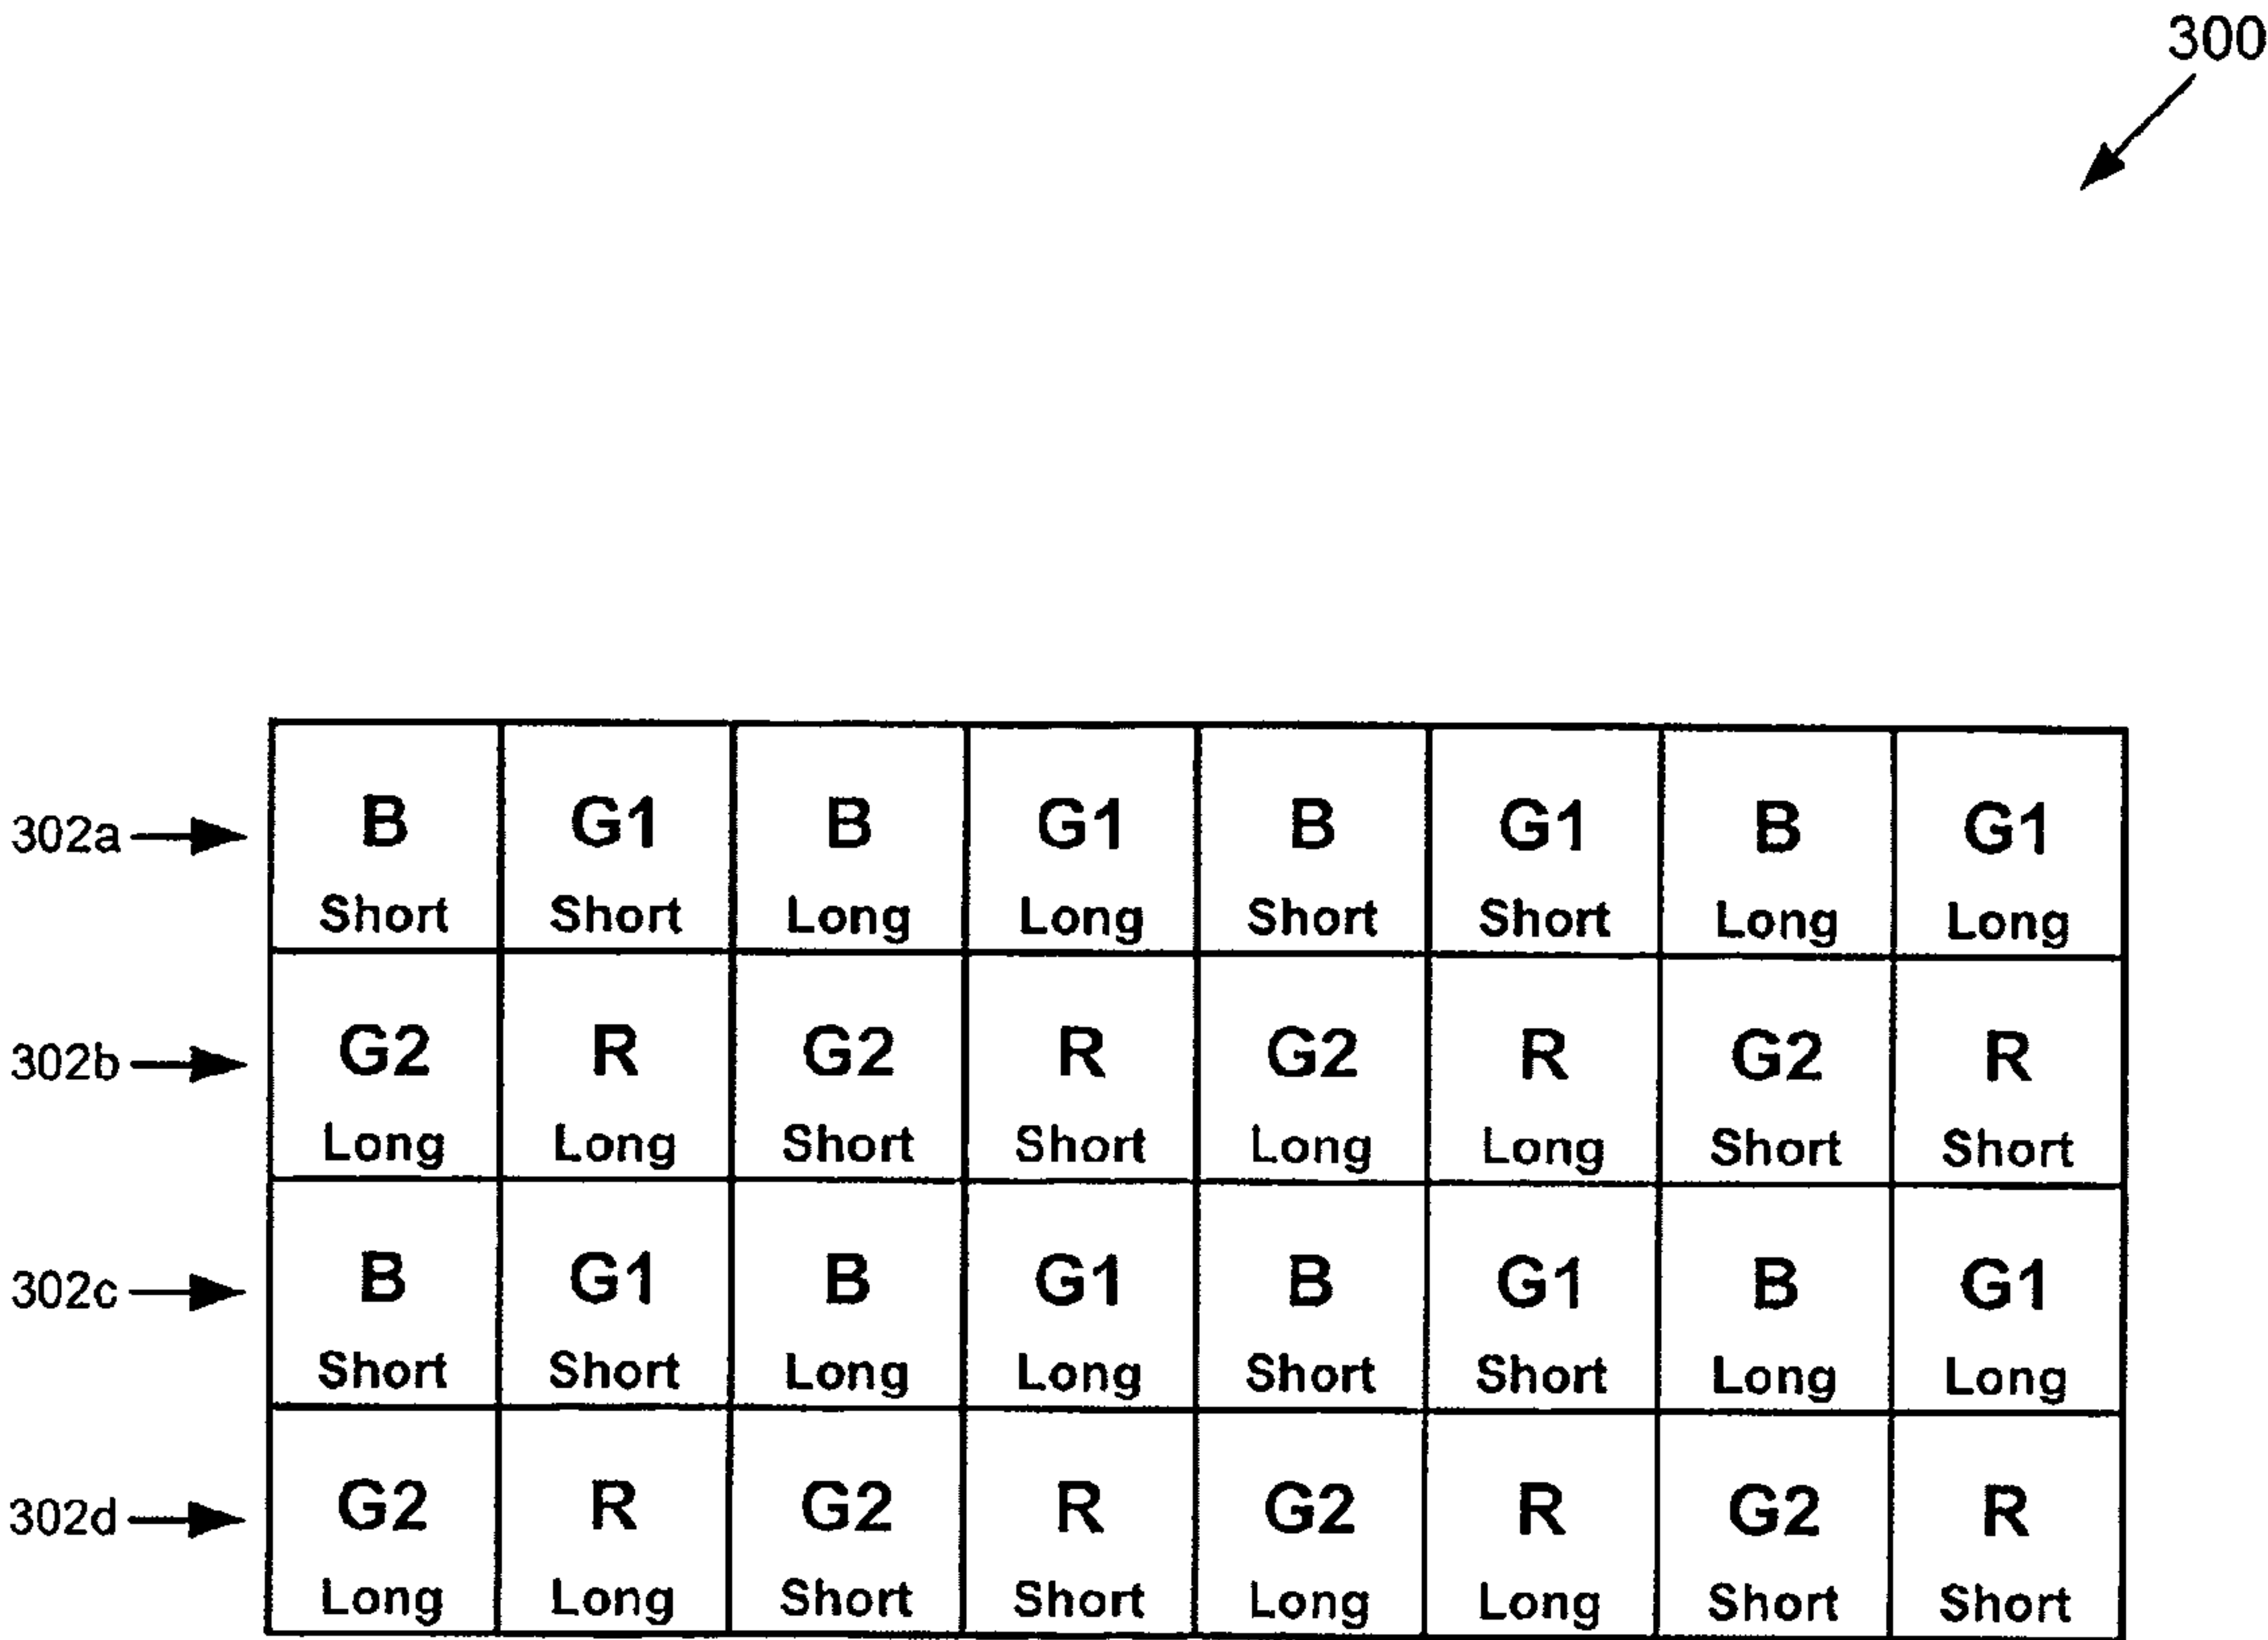 300
302a B G1 B G1 B G1 B G1
Short Short Long Long Short Short Long Long
302b G2 R G2 R G2 R G2 R
Long Long Short Short Long Long Short Short
302c B G1 B G1 B G1 B G1
Short Short Long Long Short Short Long Long
302d G2 R G2 R G2 R G2 R
Long Long Short Short Long Long Short Short